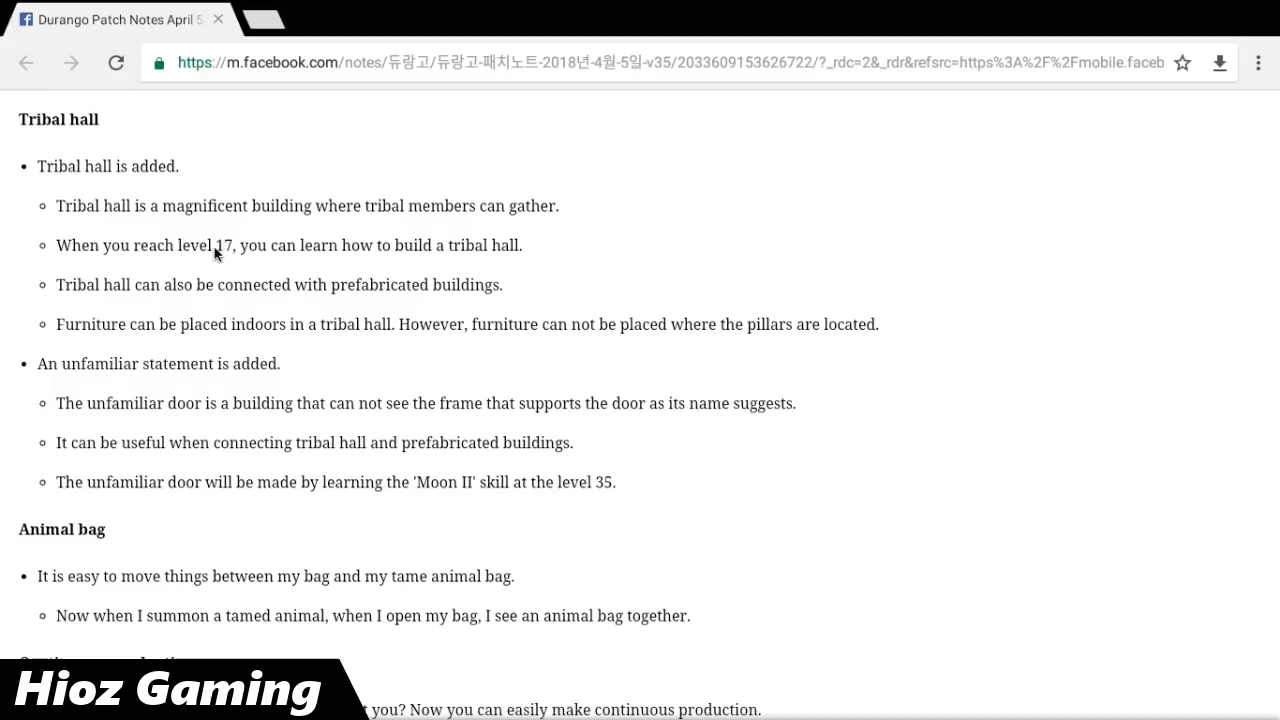 Durango Patch Notes April 5
https://m.facebook.com/notes/듀랑고/듀랑고-패치노트-2018년-4월-5일-v35/2033609153626722/?_rdc=2&_rdr&refsrc=https%3A%2F%2Fmobile.faceb
Tribal hall
• Tribal hall is added.
◦ Tribal hall is a magnificent building where tribal members can gather.
◦ When you reach level 17, you can learn how to build a tribal hall.
◦ Tribal hall can also be connected with prefabricated buildings.
◦ Furniture can be placed indoors in a tribal hall. However, furniture can not be placed where the pillars are located.
• An unfamiliar statement is added.
◦ The unfamiliar door is a building that can not see the frame that supports the door as its name suggests.
◦ It can be useful when connecting tribal hall and prefabricated buildings.
◦ The unfamiliar door will be made by learning the 'Moon II' skill at the level 35.
Animal bag
• It is easy to move things between my bag and my tame animal bag.
◦ Now when I summon a tamed animal, when I open my bag, I see an animal bag together.
you? Now you can easily make continuous production.
Hioz Gaming